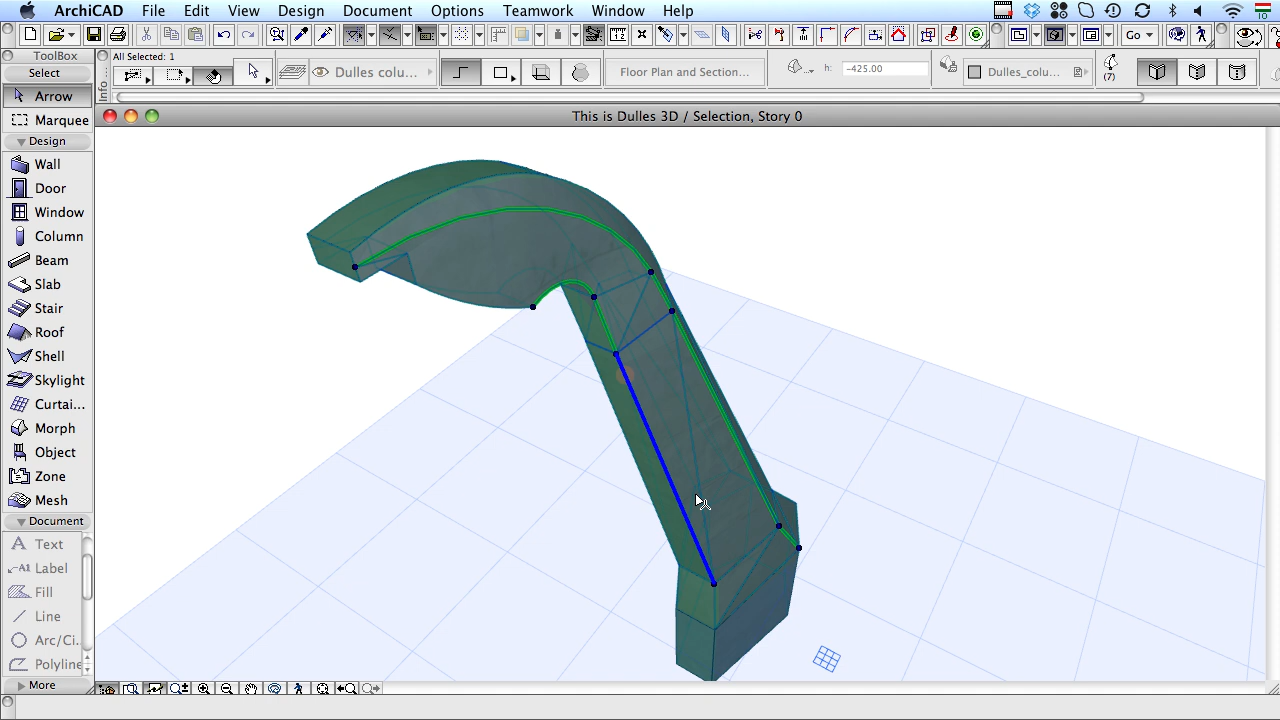 ArchiCAD File Edit View Design Document Options Teamwork Window Help
10
ToolBox
Select
Arrow
Marquee
Design
Wall
Door
Window
Column
Beam
Slab
Stair
Roof
Shell
Skylight
Curtai...
Morph
Object
Zone
Mesh
Document
Text
Label
Fill
Line
Arc/Ci...
Polyline
More
Info
All Selected: 1
Dulles colu...
Floor Plan and Section...
h:
-425.00
Dulles_colu...
(7)
Go
This is Dulles 3D / Selection, Story 0